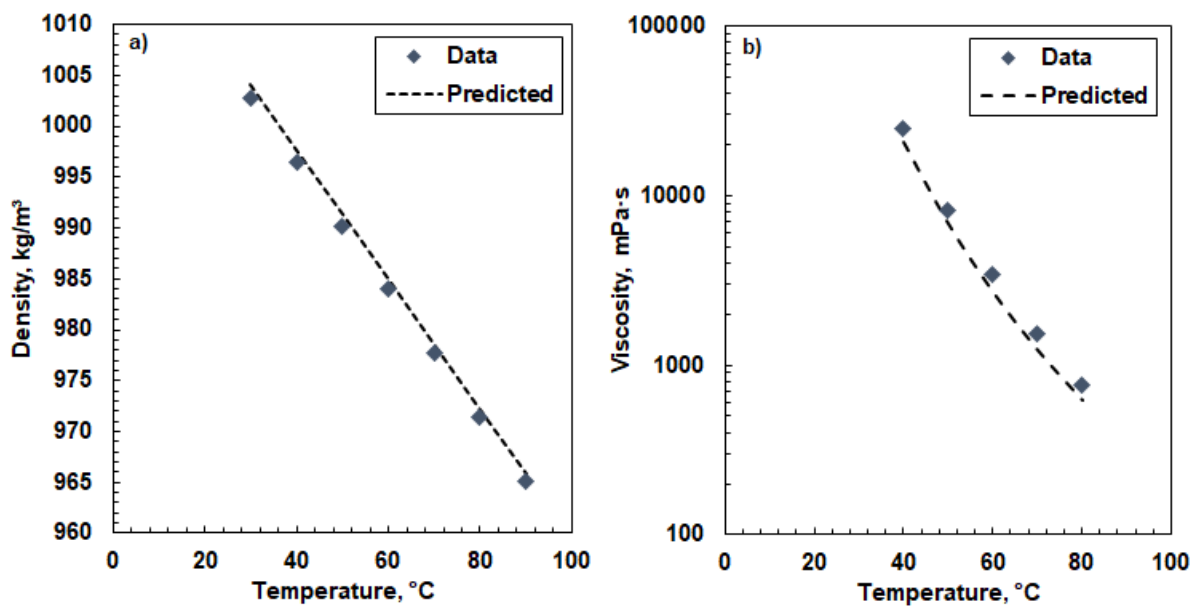 a)
Data
Predicted
1010
1005
1000
995
990
985
980
975
970
965
960
Density, kg/m³
0 20 40 60 80 100
Temperature, °C
b)
Data
Predicted
100000
10000
1000
100
Viscosity, mPa·s
0 20 40 60 80 100
Temperature, °C